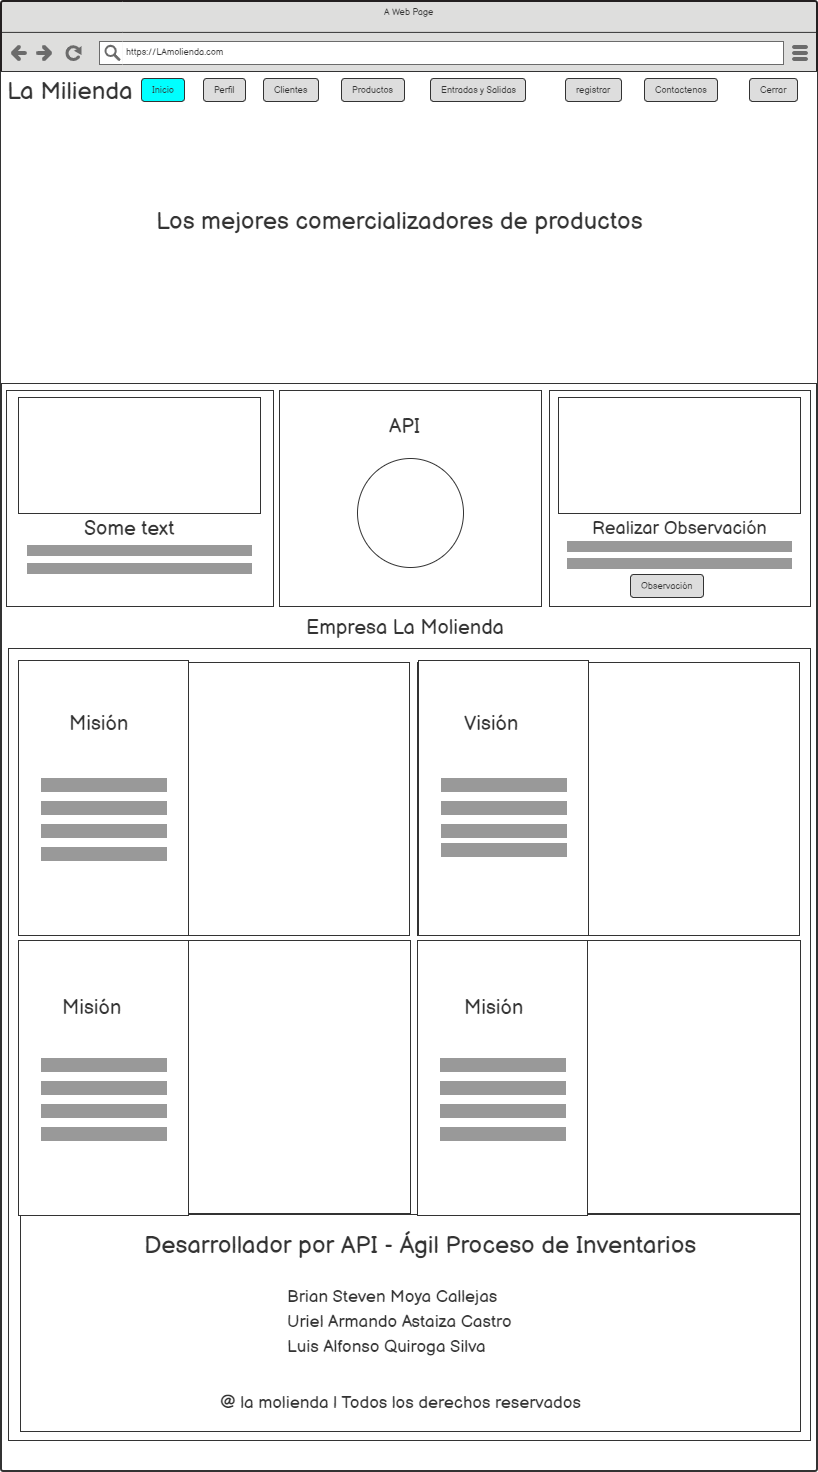 A Web Page
https://LAmolienda.com
La Milienda
Inicio
Perfil
Clientes
Productos
Entradas y Salidas
registrar
Contactenos
Cerrar
Los mejores comercializadores de productos
Some text
API
Realizar Observación
Observación
Empresa La Molienda
Misión
Visión
Misión
Misión
Desarrollador por API - Ágil Proceso de Inventarios
Brian Steven Moya Callejas
Uriel Armando Astaiza Castro
Luis Alfonso Quiroga Silva
@ la molienda | Todos los derechos reservados